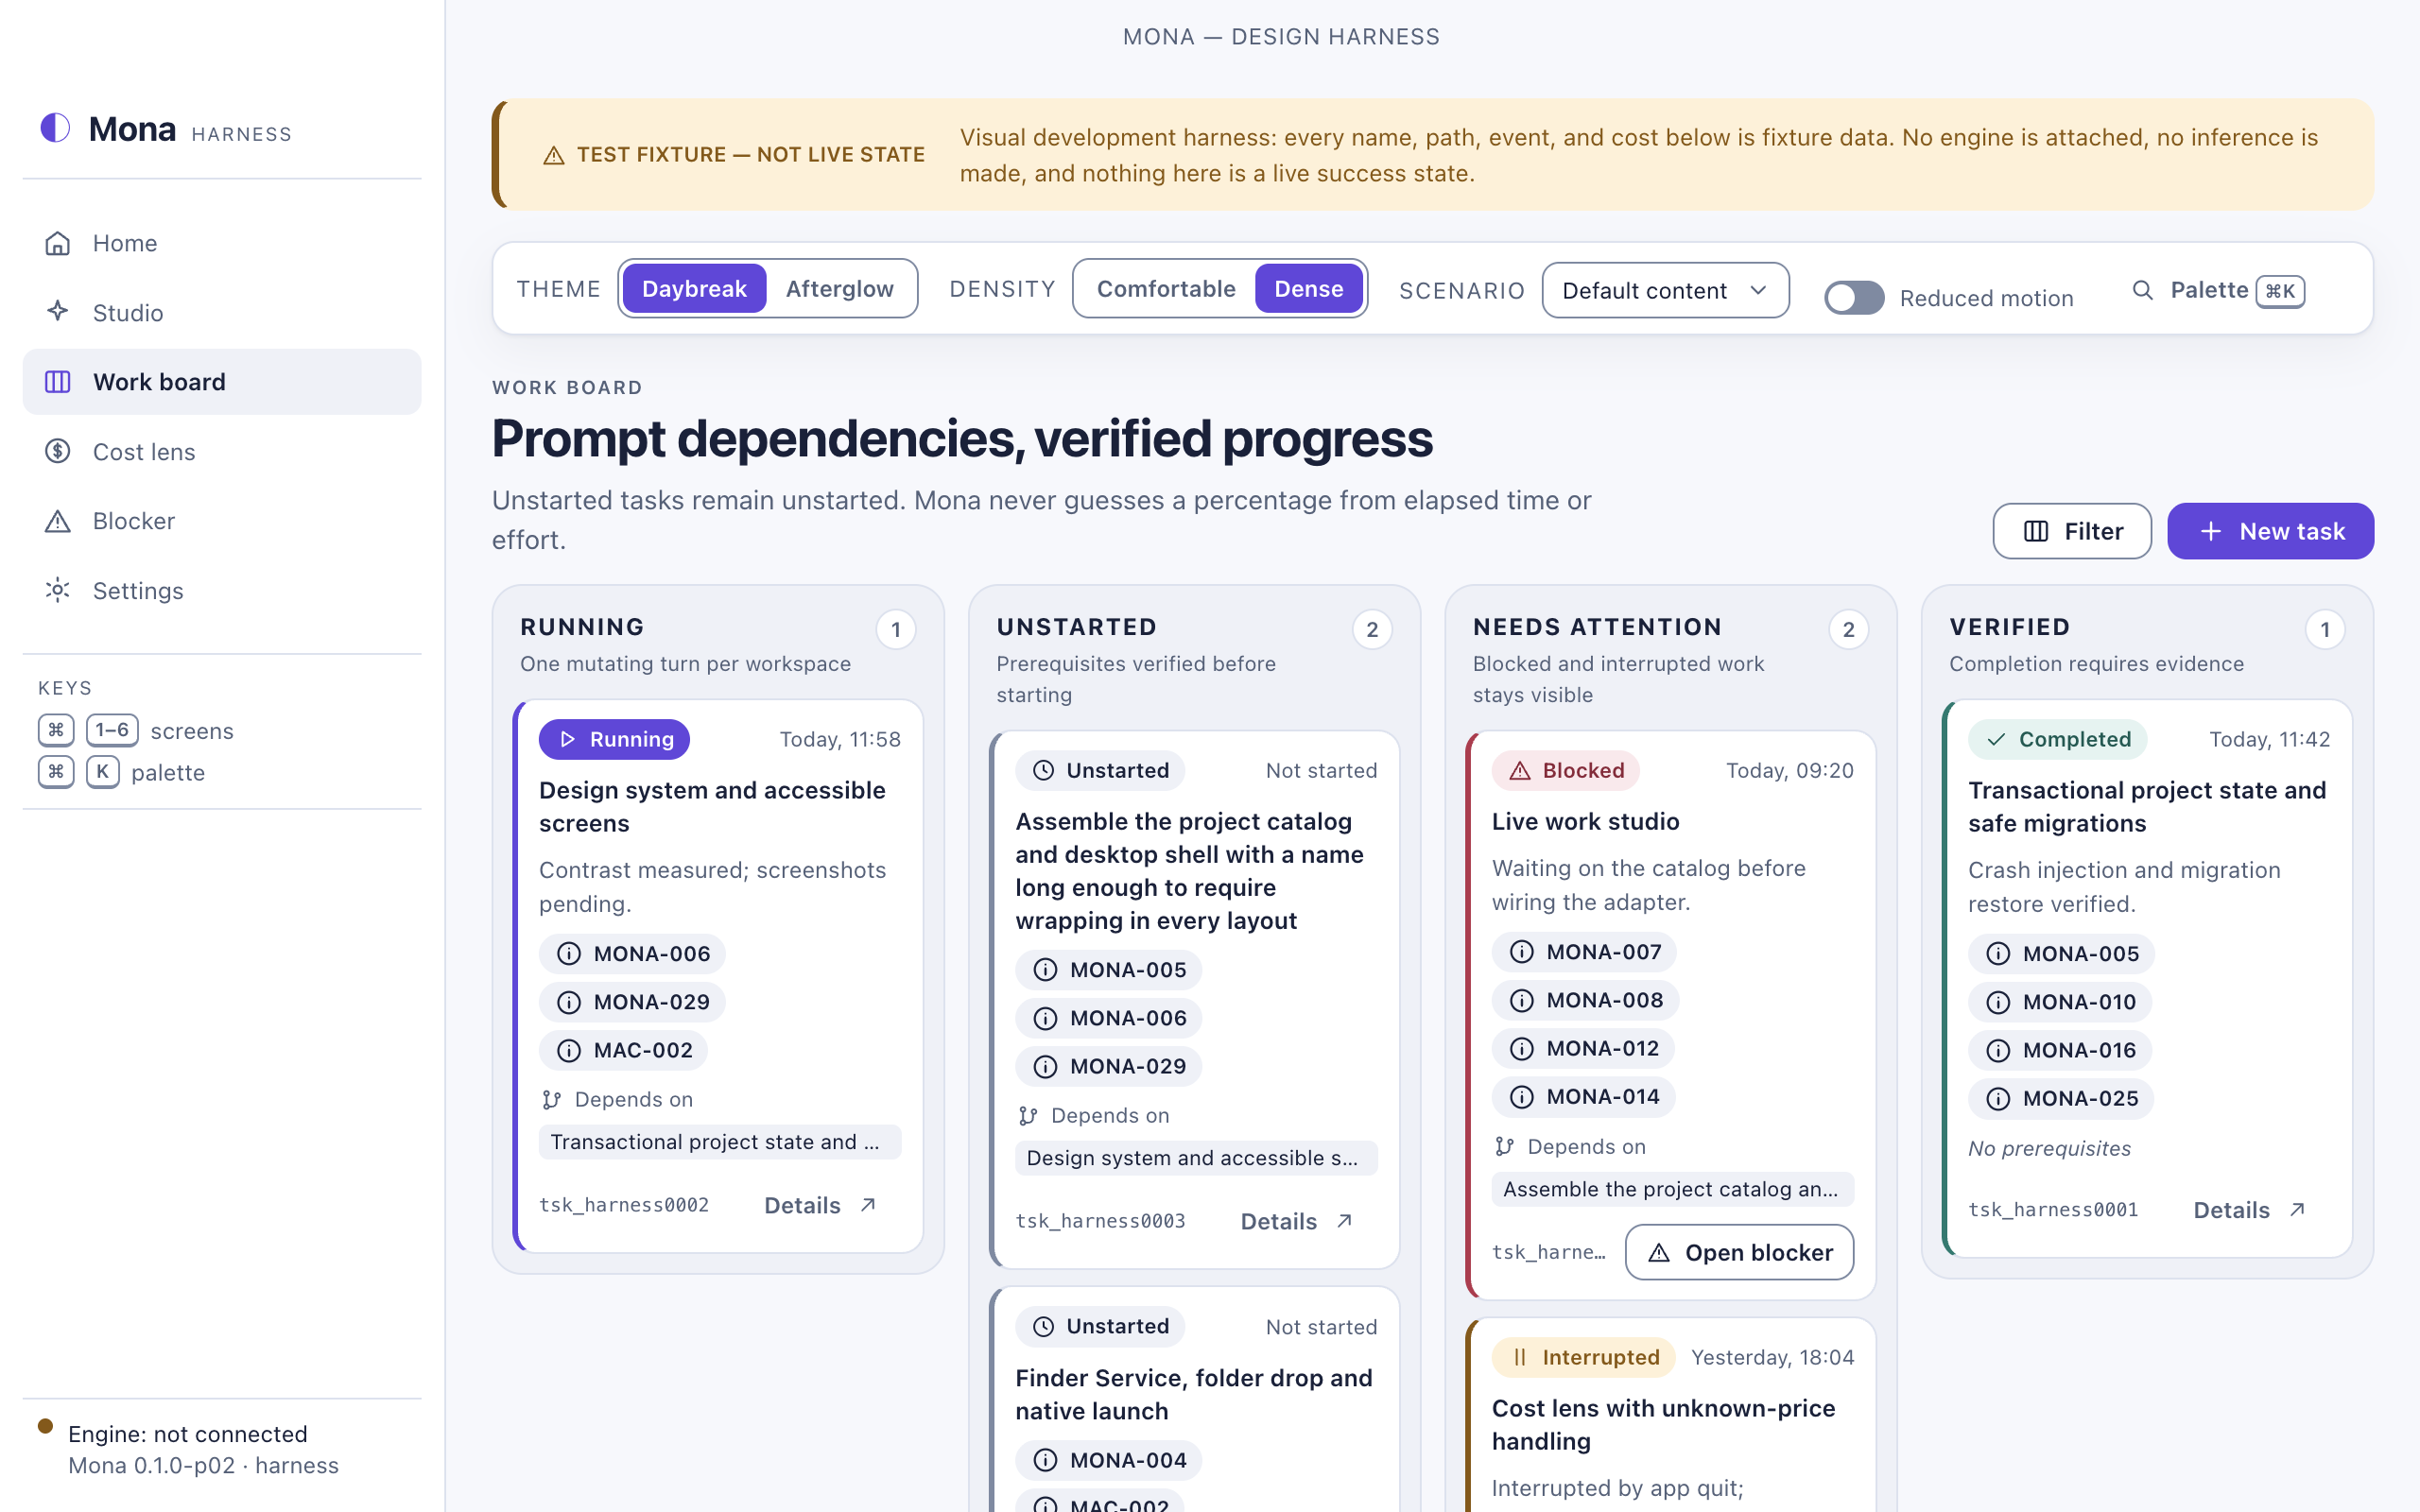 MONA — DESIGN HARNESS
Mona HARNESS
Home
Studio
Work board
Cost lens
Blocker
Settings
KEYS
⌘ 1–6 screens
⌘ K palette
Engine: not connected
Mona 0.1.0-p02 · harness
TEST FIXTURE — NOT LIVE STATE
Visual development harness: every name, path, event, and cost below is fixture data. No engine is attached, no inference is
made, and nothing here is a live success state.
THEME Daybreak Afterglow DENSITY Comfortable Dense SCENARIO Default content Reduced motion Palette ⌘K
WORK BOARD
Prompt dependencies, verified progress
Unstarted tasks remain unstarted. Mona never guesses a percentage from elapsed time or
effort.
Filter New task
RUNNING 1
One mutating turn per workspace
Running Today, 11:58
Design system and accessible
screens
Contrast measured; screenshots
pending.
MONA-006
MONA-029
MAC-002
Depends on
Transactional project state and ...
tsk_harness0002 Details
UNSTARTED 2
Prerequisites verified before
starting
Unstarted Not started
Assemble the project catalog
and desktop shell with a name
long enough to require
wrapping in every layout
MONA-005
MONA-006
MONA-029
Depends on
Design system and accessible s...
tsk_harness0003 Details
Unstarted Not started
Finder Service, folder drop and
native launch
MONA-004
MAC-002
NEEDS ATTENTION 2
Blocked and interrupted work
stays visible
Blocked Today, 09:20
Live work studio
Waiting on the catalog before
wiring the adapter.
MONA-007
MONA-008
MONA-012
MONA-014
Depends on
Assemble the project catalog an...
tsk_harne… Open blocker
Interrupted Yesterday, 18:04
Cost lens with unknown-price
handling
Interrupted by app quit;
VERIFIED 1
Completion requires evidence
Completed Today, 11:42
Transactional project state and
safe migrations
Crash injection and migration
restore verified.
MONA-005
MONA-010
MONA-016
MONA-025
No prerequisites
tsk_harness0001 Details